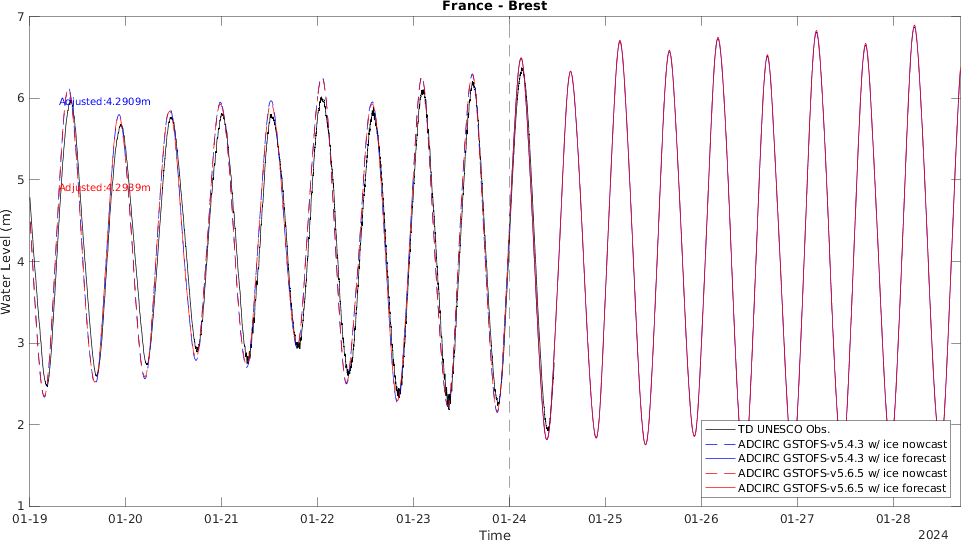 France - Brest
7
6
5
4
3
2
1
Water Level (m)
Adjusted:4.2909m
Adjusted:4.2939m
TD UNESCO Obs.
ADCIRC GSTOFS-v5.4.3 w/ ice nowcast
ADCIRC GSTOFS-v5.4.3 w/ ice forecast
ADCIRC GSTOFS-v5.6.5 w/ ice nowcast
ADCIRC GSTOFS-v5.6.5 w/ ice forecast
01-19 01-20 01-21 01-22 01-23 01-24 01-25 01-26 01-27 01-28
Time
2024